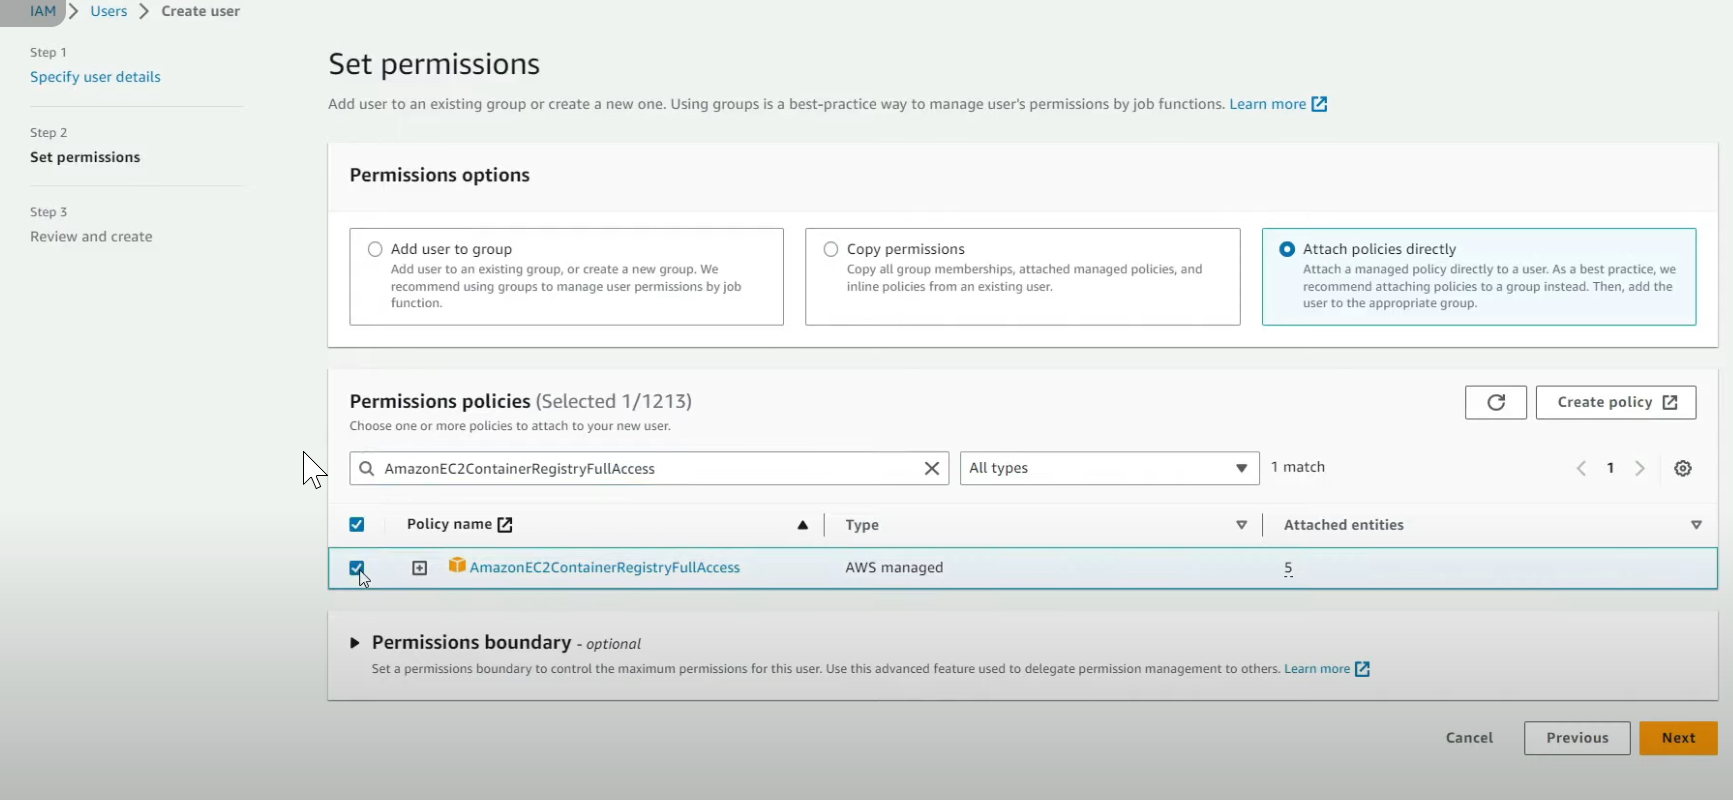 IAM > Users > Create user
Step 1
Specify user details
Step 2
Set permissions
Step 3
Review and create
Set permissions
Add user to an existing group or create a new one. Using groups is a best-practice way to manage user's permissions by job functions. Learn more
Permissions options
Add user to group
Add user to an existing group, or create a new group. We
recommend using groups to manage user permissions by job
function.
Copy permissions
Copy all group memberships, attached managed policies, and
inline policies from an existing user.
Attach policies directly
Attach a managed policy directly to a user. As a best practice, we
recommend attaching policies to a group instead. Then, add the
user to the appropriate group.
Permissions policies (Selected 1/1213)
Choose one or more policies to attach to your new user.
Create policy
AmazonEC2ContainerRegistryFullAccess
All types
1 match
1
Policy name
Type
Attached entities
AmazonEC2ContainerRegistryFullAccess
AWS managed
5
Permissions boundary - optional
Set a permissions boundary to control the maximum permissions for this user. Use this advanced feature used to delegate permission management to others. Learn more
Cancel
Previous
Next